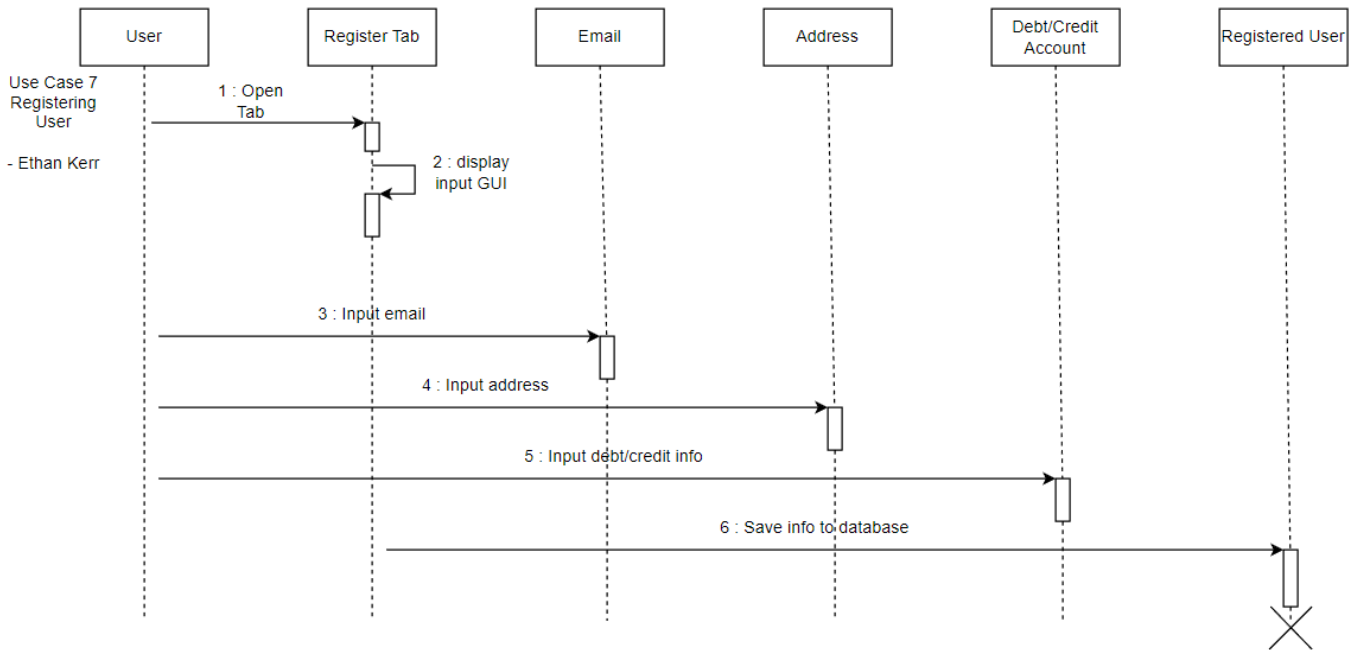 User
Register Tab
Email
Address
Debt/Credit
Account
Registered User
Use Case 7
Registering
User
- Ethan Kerr
1 : Open
Tab
2 : display
input GUI
3 : Input email
4 : Input address
5 : Input debt/credit info
6 : Save info to database